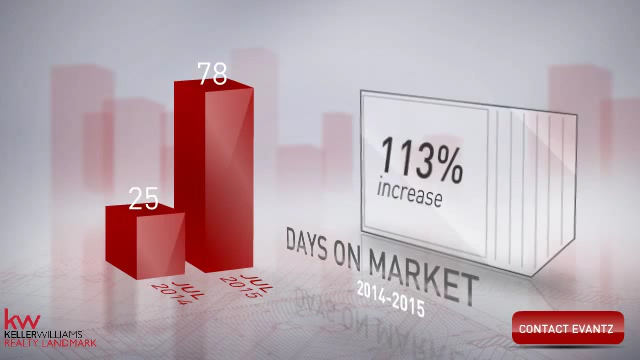 78
25
113%
increase
JUL
2014
JUL
2015
DAYS ON MARKET
2014-2015
kw
KELLERWILLIAMS
REALTY LANDMARK
CONTACT EVANTZ